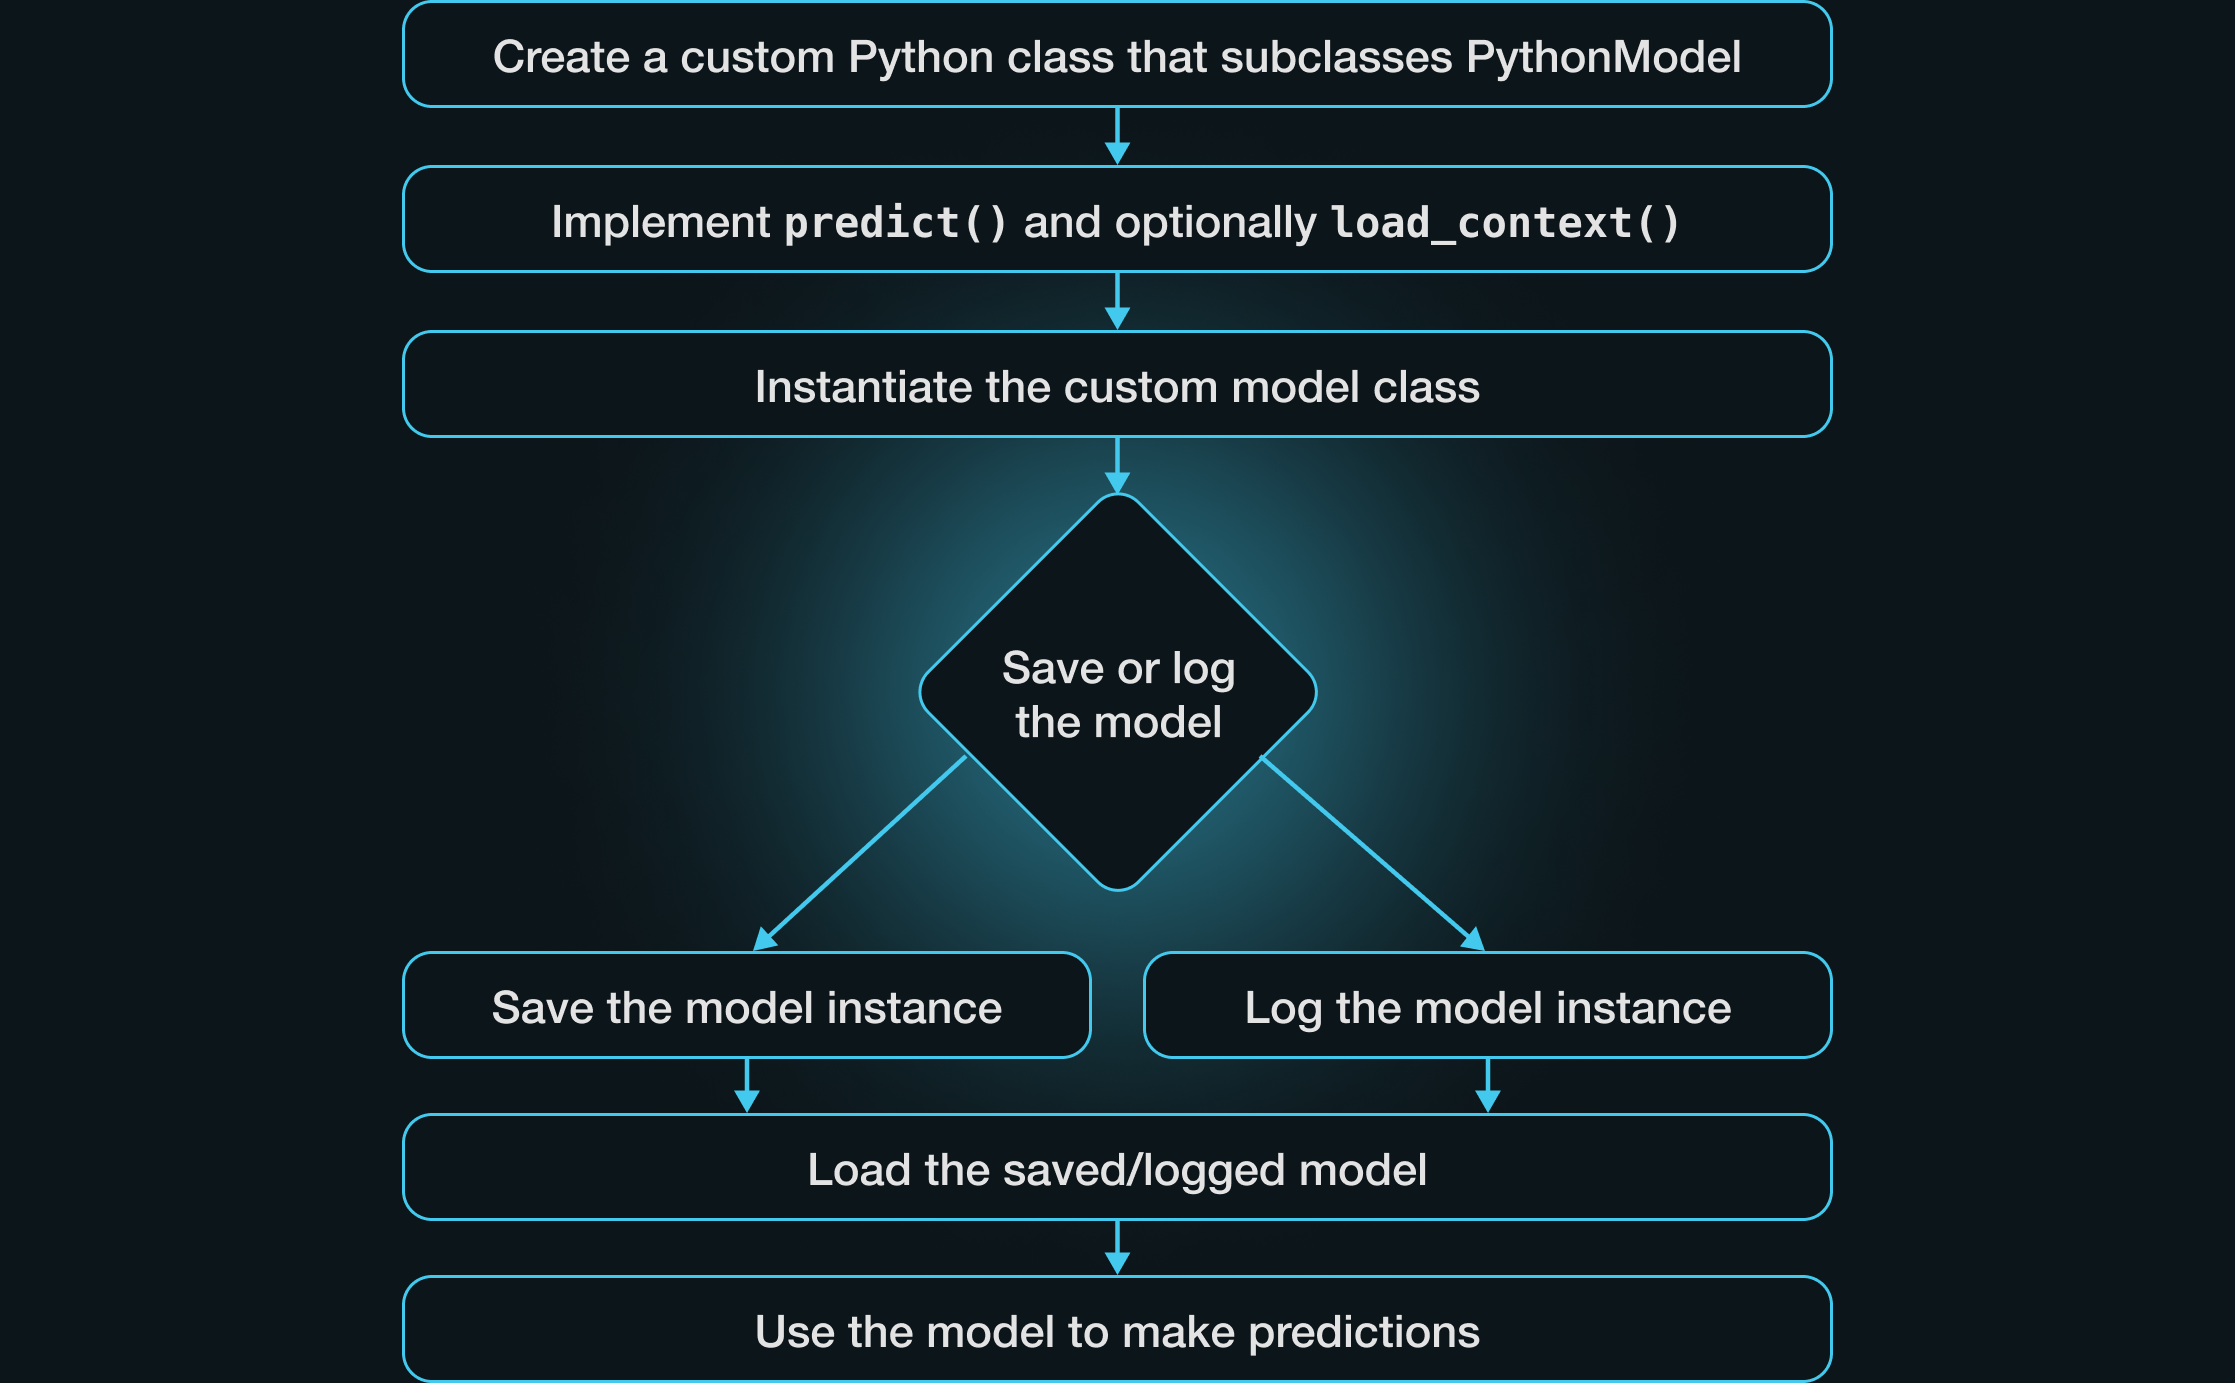 Create a custom Python class that subclasses PythonModel
Implement predict() and optionally load_context()
Instantiate the custom model class
Save or log
the model
Save the model instance
Log the model instance
Load the saved/logged model
Use the model to make predictions